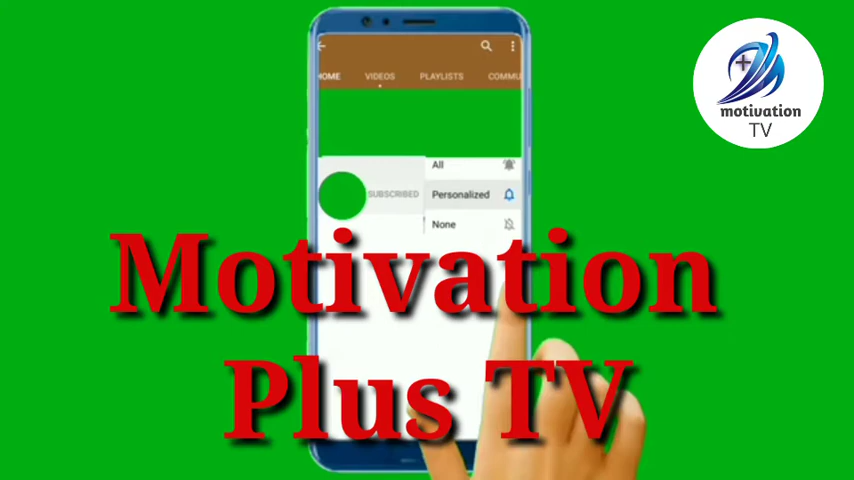 HOME VIDEOS PLAYLISTS COMMU
All
SUBSCRIBED Personalized
None
motivation
TV
Motivation
Plus TV